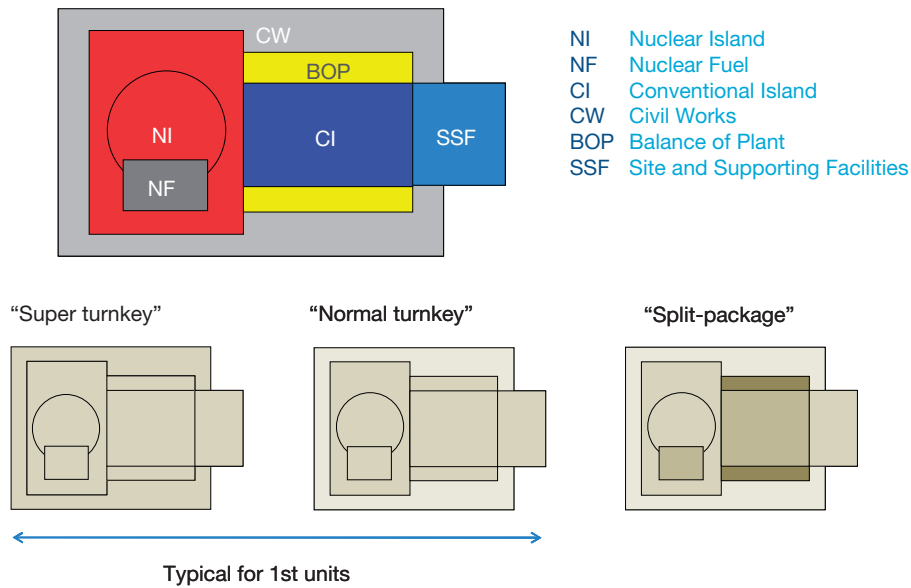 CW
BOP
NI
CI
SSF
NF
NI Nuclear Island
NF Nuclear Fuel
CI Conventional Island
CW Civil Works
BOP Balance of Plant
SSF Site and Supporting Facilities
“Super turnkey”
“Normal turnkey”
“Split-package”
Typical for 1st units